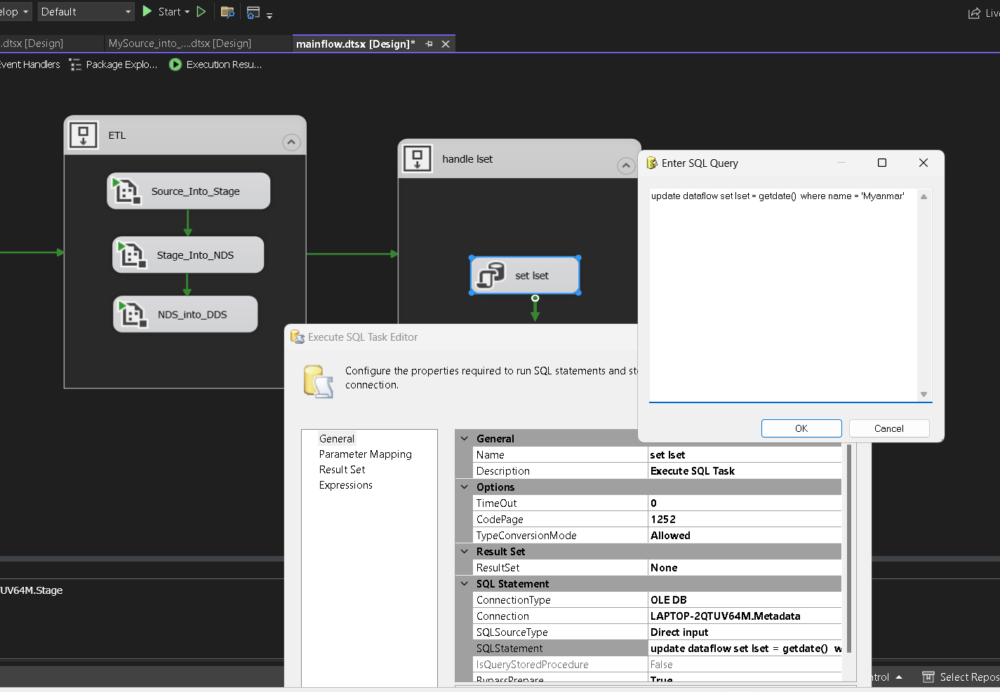 elop
Default
Start
Live
.dtsx [Design]
MySource_into_....dtsx [Design]
mainflow.dtsx [Design]*
Event Handlers
Package Explo...
Execution Resu...
ETL
Source_Into_Stage
Stage_Into_NDS
NDS_into_DDS
handle lset
set lset
Enter SQL Query
update dataflow set lset = getdate()  where name = 'Myanmar'
OK
Cancel
Execute SQL Task Editor
Configure the properties required to run SQL statements and st
connection.
General
Parameter Mapping
Result Set
Expressions
General
Name set lset
Description Execute SQL Task
Options
TimeOut 0
CodePage 1252
TypeConversionMode Allowed
Result Set
ResultSet None
SQL Statement
ConnectionType OLE DB
Connection LAPTOP-2QTUV64M.Metadata
SQLSourceType Direct input
SQLStatement update dataflow set lset = getdate()  w
IsQueryStoredProcedure False
BypassPrepare True
TUV64M.Stage
ntrol
Select Repos